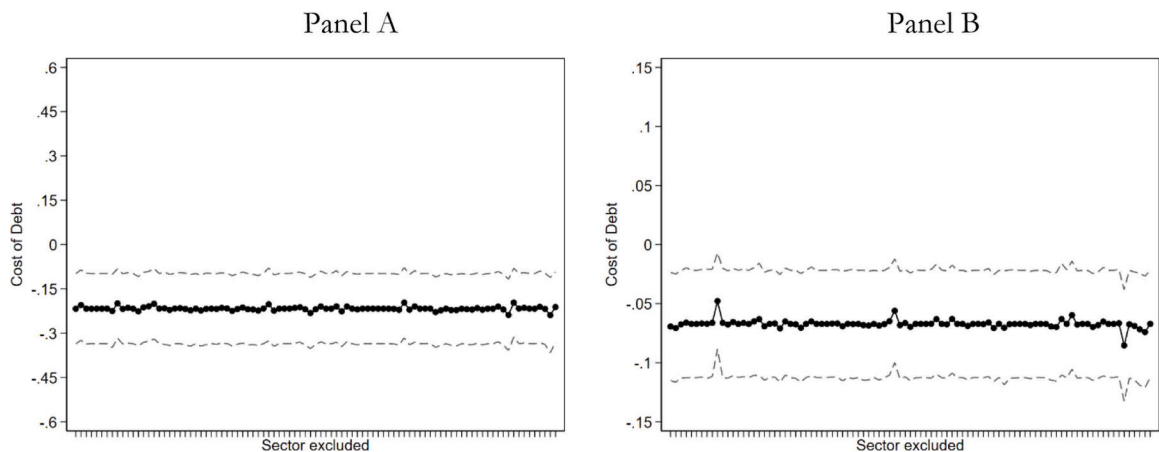 Panel A
.6
.45
.3
.15
0
-.15
-.3
-.45
-.6
Cost of Debt
Sector excluded
Panel B
.15
.1
.05
0
-.05
-.1
-.15
Cost of Debt
Sector excluded